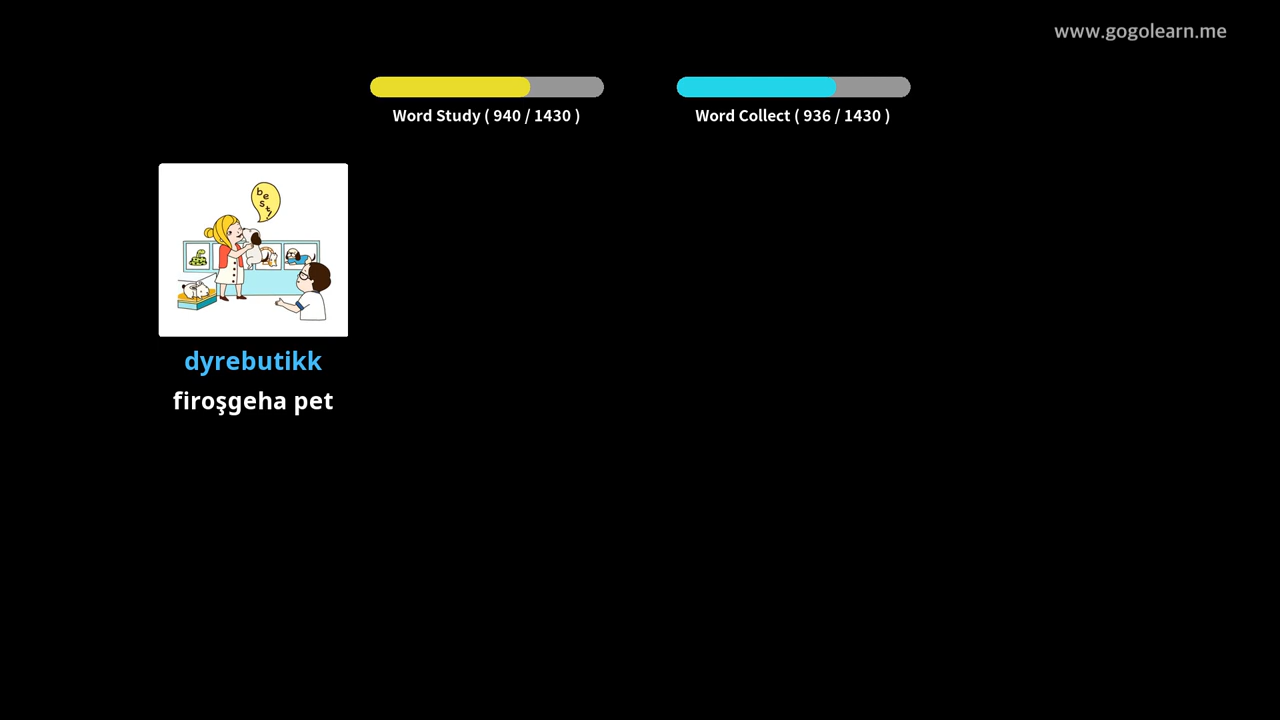 www.gogolearn.me
Word Study ( 940 / 1430 )
Word Collect ( 936 / 1430 )
best!
dyrebutikk
firoşgeha pet